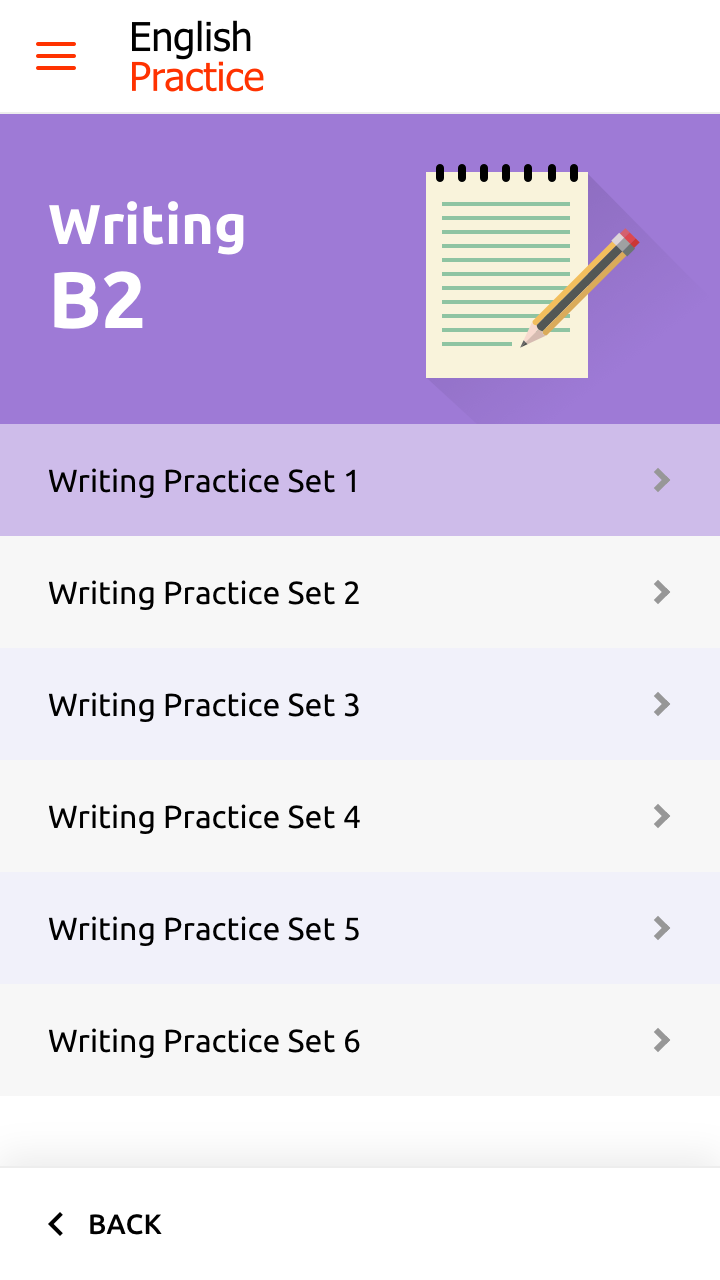 English
Practice
Writing
B2
Writing Practice Set 1
Writing Practice Set 2
Writing Practice Set 3
Writing Practice Set 4
Writing Practice Set 5
Writing Practice Set 6
BACK